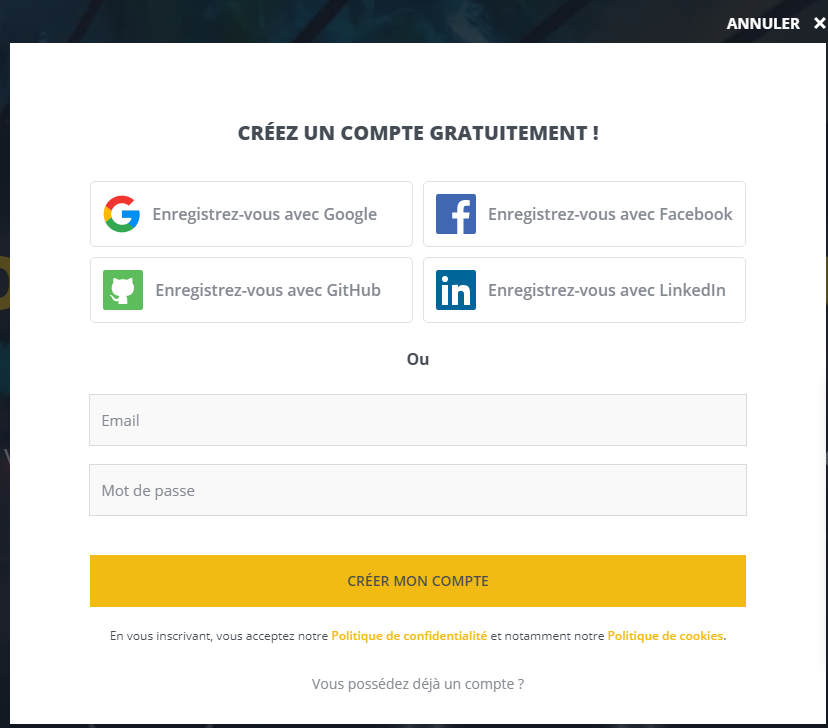 ANNULER ×
CRÉEZ UN COMPTE GRATUITEMENT !
Enregistrez-vous avec Google
Enregistrez-vous avec Facebook
Enregistrez-vous avec GitHub
in Enregistrez-vous avec LinkedIn
Ou
Email
Mot de passe
CRÉER MON COMPTE
En vous inscrivant, vous acceptez notre Politique de confidentialité et notamment notre Politique de cookies.
Vous possédez déjà un compte ?